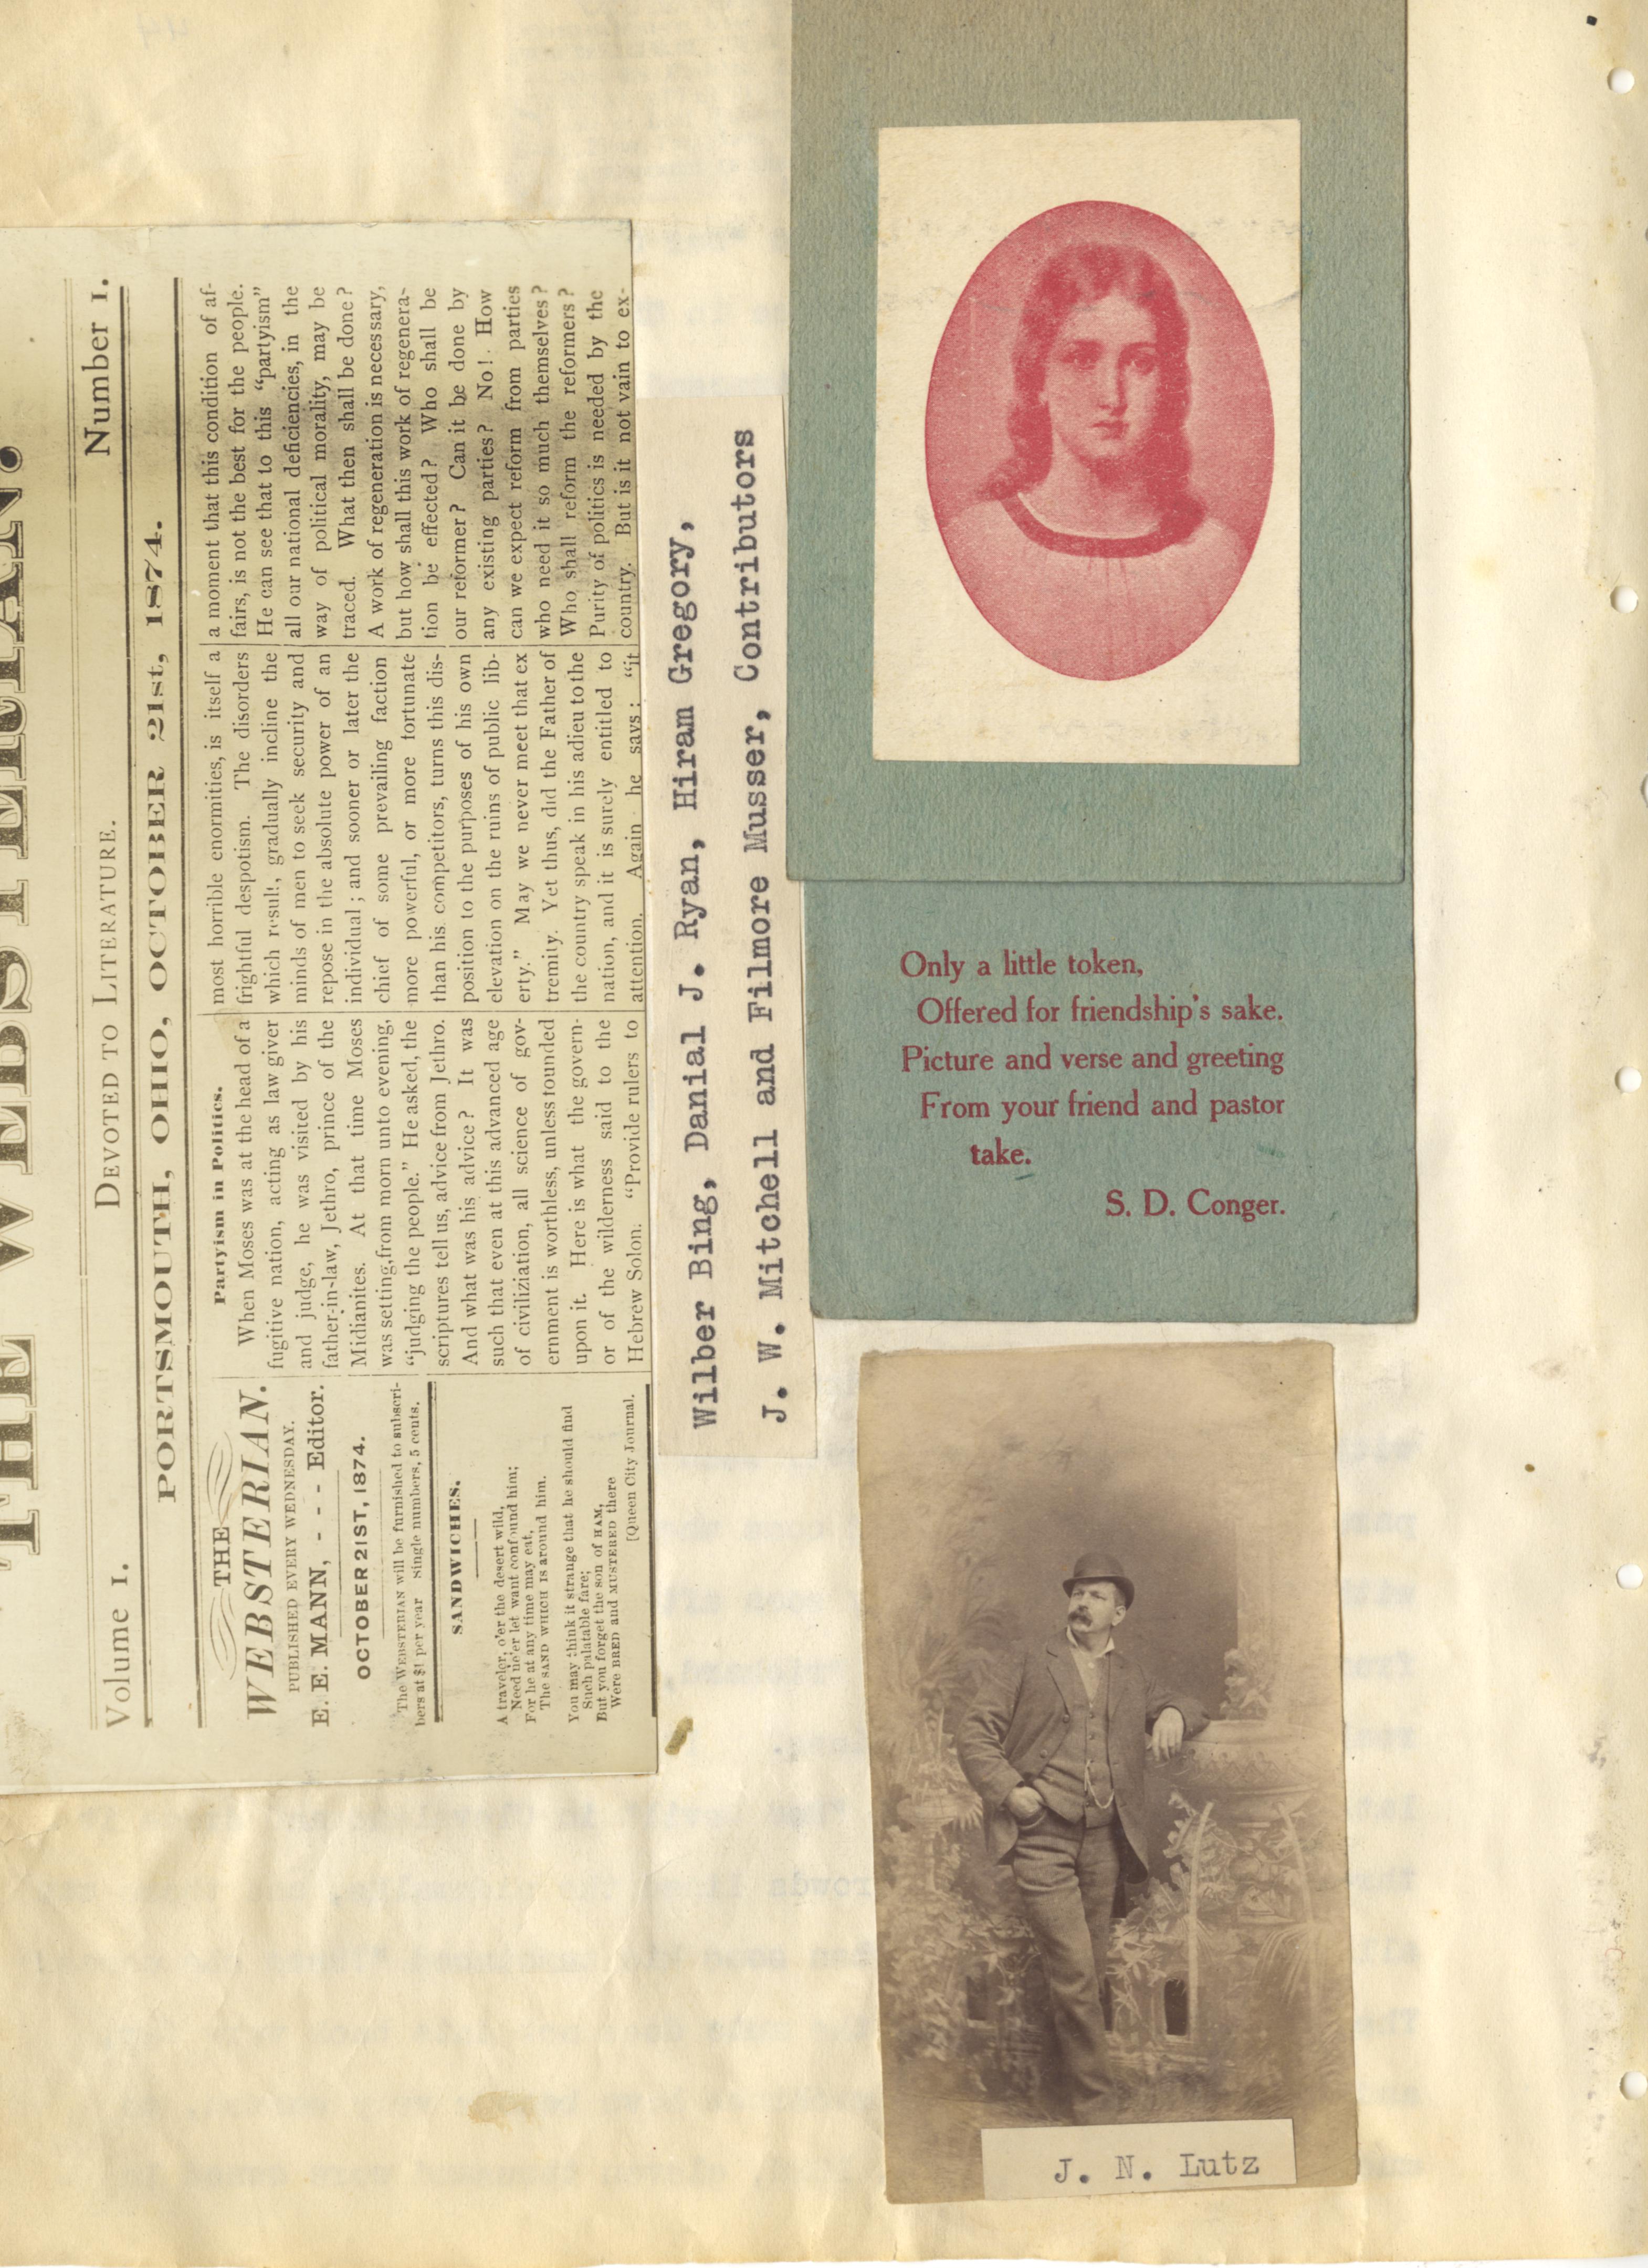 THE WEBSTERIAN.
Volume 1.
DEVOTED TO LITERATURE.
Number 1.
PORTSMOUTH, OHIO, OCTOBER 21st, 1874.
THE
WEBSTERIAN.
PUBLISHED EVERY WEDNESDAY.
E. E. MANN, - - - Editor.
OCTOBER 21ST, 1874.
The WEBSTERIAN will be furnished to subscri-
bers at $1 per year Single numbers, 5 cents.
SANDWICHES.
A traveler, o'er the desert wild,
Need ne'er let want confound him;
For he at any time may eat,
The SAND WHICH IS around him.
You may think it strange that he should find
Such palatable fare;
But you forget the son of HAM,
Were BRED and MUSTERED there
[Queen City Journal.
Partyism in Politics.
When Moses was at the head of a
fugitive nation, acting as law giver
and judge, he was visited by his
father-in-law, Jethro, prince of the
Midianites. At that time Moses
was setting,from morn unto evening,
"judging the people." He asked, the
scriptures tell us, advice from Jethro.
And what was his advice? It was
such that even at this advanced age
of civiliziation, all science of gov-
ernment is worthless, unless founded
upon it. Here is what the govern-
or of the wilderness said to the
Hebrew Solon. "Provide rulers to
most horrible enormities, is itself a
frightful despotism. The disorders
which result, gradually incline the
minds of men to seek security and
repose in the absolute power of an
individual; and sooner or later the
chief of some prevailing faction
more powerful, or more fortunate
than his competitors, turns this dis-
position to the purposes of his own
elevation on the ruins of public lib-
erty." May we never meet that ex
tremity. Yet thus, did the Father of
the country speak in his adieu to the
nation, and it is surely entitled to
attention. Again he says: "it
a moment that this condition of af-
fairs, is not the best for the people.
He can see that to this "partyism"
all our national deficiencies, in the
way of political morality, may be
traced. What then shall be done?
A work of regeneration is necessary,
but how shall this work of regenera-
tion be effected? Who shall be
our reformer? Can it be done by
any existing parties? No! How
can we expect reform from parties
who need it so much themselves?
Who shall reform the reformers?
Purity of politics is needed by the
country. But is it not vain to ex-
Wilber Bing, Danial J. Ryan, Hiram Gregory,
J. W. Mitchell and Filmore Musser, Contributors
Only a little token,
Offered for friendship's sake.
Picture and verse and greeting
From your friend and pastor
take.
S. D. Conger.
J. N. Lutz